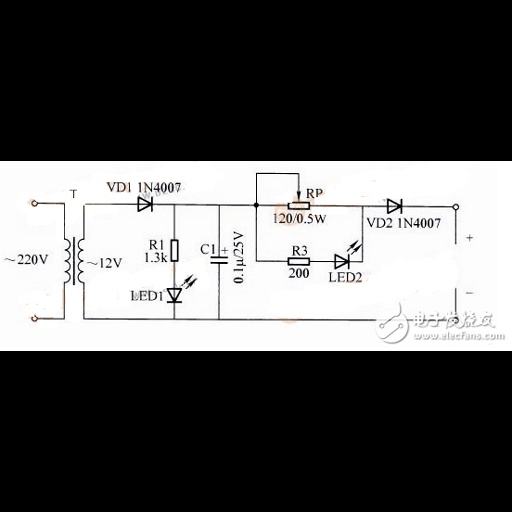 T
VD1 1N4007
RP
120/0.5W
VD2 1N4007
~220V
~12V
R1
1.3k
LED1
C1
+
0.1μ/25V
R3
200
LED2
+
−
电子发烧友
www.elecfans.com